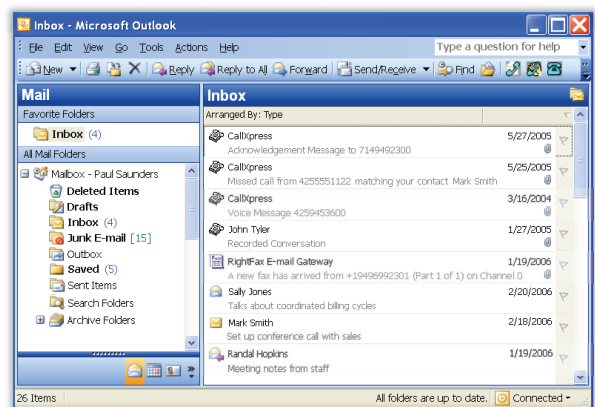 Inbox - Microsoft Outlook
File Edit View Go Tools Actions Help Type a question for help
New Reply Reply to All Forward Send/Receive Find
Mail
Favorite Folders
Inbox (4)
All Mail Folders
Mailbox - Paul Saunders
Deleted Items
Drafts
Inbox (4)
Junk E-mail [15]
Outbox
Saved (5)
Sent Items
Search Folders
Archive Folders
Inbox
Arranged By: Type
CallXpress 5/27/2005
Acknowledgement Message to 7149492300
CallXpress 5/25/2005
Missed call from 4255551122 matching your contact Mark Smith
CallXpress 3/16/2004
Voice Message 4259453600
John Tyler 1/27/2005
Recorded Conversation
RightFax E-mail Gateway 1/19/2006
A new fax has arrived from +19496992301 (Part 1 of 1) on Channel 0
Sally Jones 2/20/2006
Talks about coordinated billing cycles
Mark Smith 2/18/2006
Set up conference call with sales
Randal Hopkins 1/19/2006
Meeting notes from staff
26 Items All folders are up to date. Connected